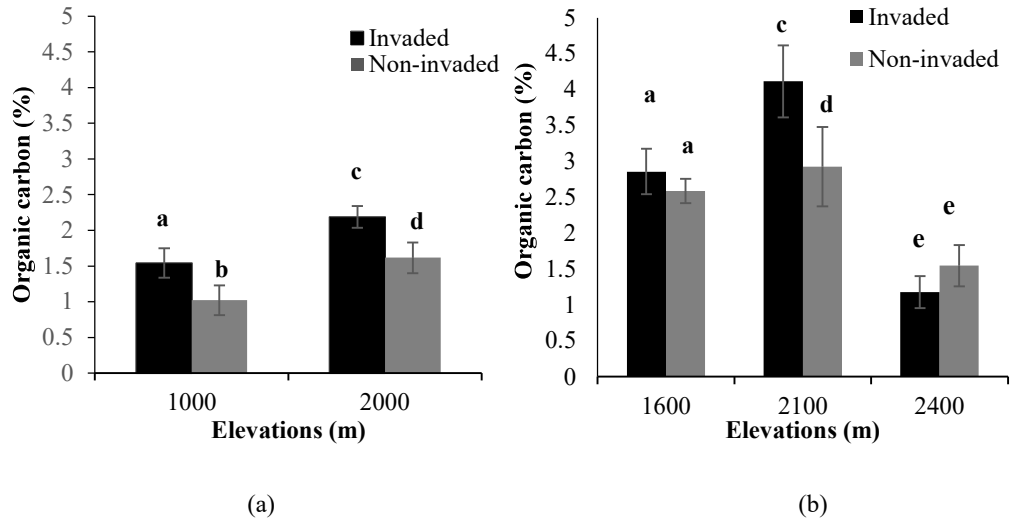 5
4.5
4
3.5
3
2.5
2
1.5
1
0.5
0
Organic carbon (%)
Invaded
Non-invaded
a
b
c
d
1000
2000
Elevations (m)
(a)
5
4.5
4
3.5
3
2.5
2
1.5
1
0.5
0
Organic carbon (%)
Invaded
Non-invaded
a
a
c
d
e
e
1600
2100
2400
Elevations (m)
(b)